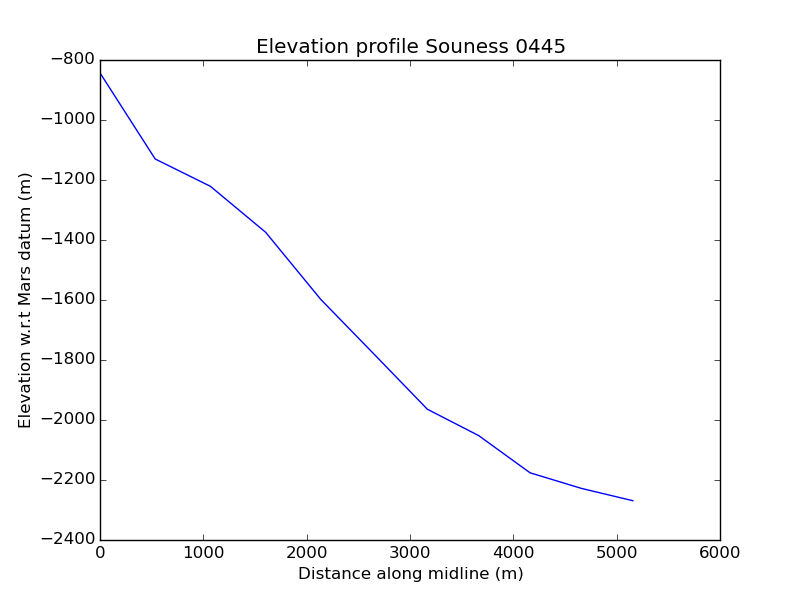 Elevation profile Souness 0445
−800
−1000
−1200
−1400
−1600
−1800
−2000
−2200
−2400
Elevation w.r.t Mars datum (m)
0 1000 2000 3000 4000 5000 6000
Distance along midline (m)